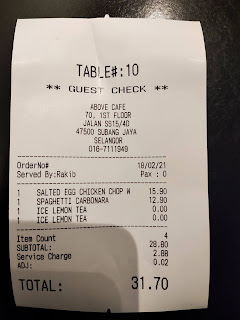 TABLE#:10
** GUEST CHECK **
ABOVE CAFE
70, 1ST FLOOR
JALAN SS15/4D
47500 SUBANG JAYA
SELANGOR
016-7111949
OrderNo# 18/02/21
Served By:Rakib Pax : 0
1 SALTED EGG CHICKEN CHOP W 15.90
1 SPAGHETTI CARBONARA 12.90
1 ICE LEMON TEA 0.00
1 ICE LEMON TEA 0.00
Item Count 4
SUBTOTAL: 28.80
Service Charge 2.88
ADJ: 0.02
TOTAL: 31.70